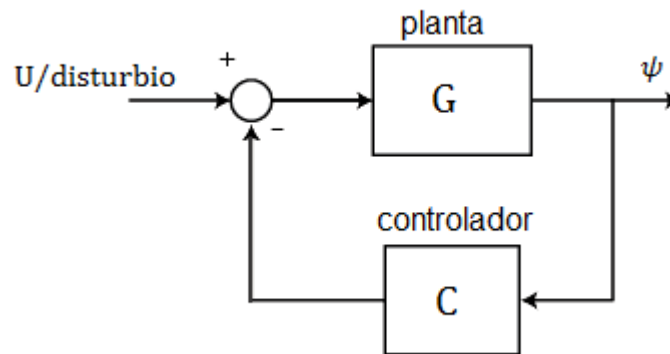 planta
U/disturbio
+
-
G
ψ
controlador
C